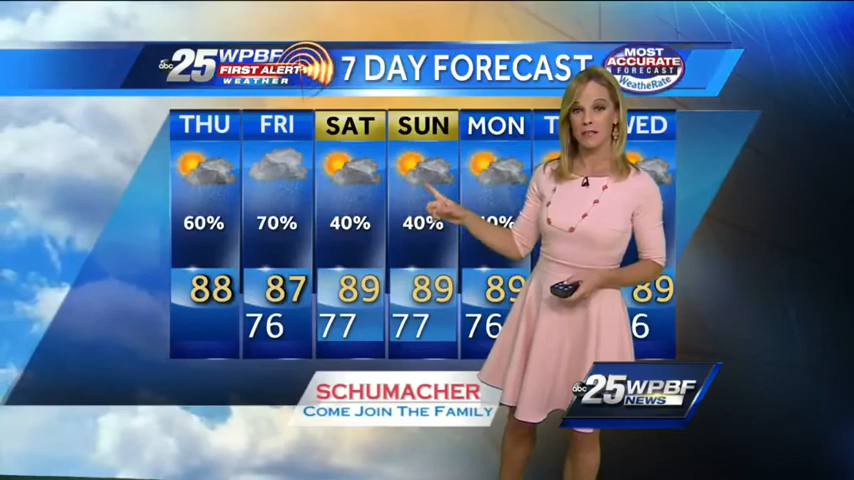 abc 25 WPBF
FIRST ALERT
WEATHER
7 DAY FORECAST
MOST
ACCURATE
FORECAST
WeatheRate
THU FRI SAT SUN MON WED
60% 70% 40% 40%
88 87 89 89 89 89
76 77 77 76
SCHUMACHER
COME JOIN THE FAMILY
abc 25 WPBF
NEWS